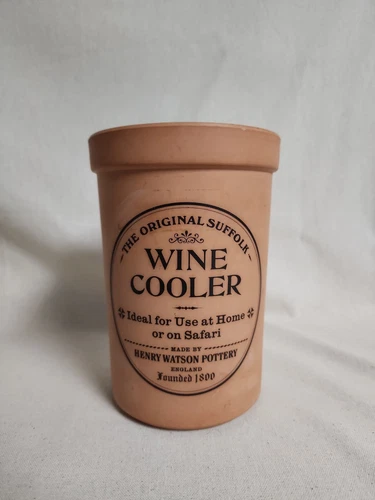 THE ORIGINAL SUFFOLK
WINE
COOLER
Ideal for Use at Home
or on Safari
MADE BY
HENRY WATSON POTTERY
ENGLAND
Founded 1800